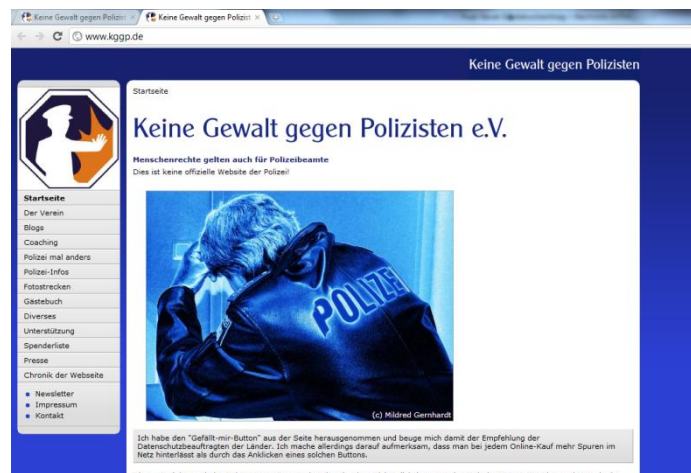 Keine Gewalt gegen Polizist
Keine Gewalt gegen Polizist
www.kggp.de
Keine Gewalt gegen Polizisten
Startseite
Keine Gewalt gegen Polizisten e.V.
Menschenrechte gelten auch für Polizeibeamte
Dies ist keine offizielle Website der Polizei!
Startseite
Der Verein
Blogs
Coaching
Polizei mal anders
Polizei-Infos
Fotostrecken
Gästebuch
Diverses
Unterstützung
Spenderliste
Presse
Chronik der Webseite
Newsletter
Impressum
Kontakt
POLIZEI
(c) Mildred Gernhardt
Ich habe den "Gefällt-mir-Button" aus der Seite herausgenommen und beuge mich damit der Empfehlung der
Datenschutzbeauftragten der Länder. Ich mache allerdings darauf aufmerksam, dass man bei jedem Online-Kauf mehr Spuren im
Netz hinterlässt als durch das Anklicken eines solchen Buttons.